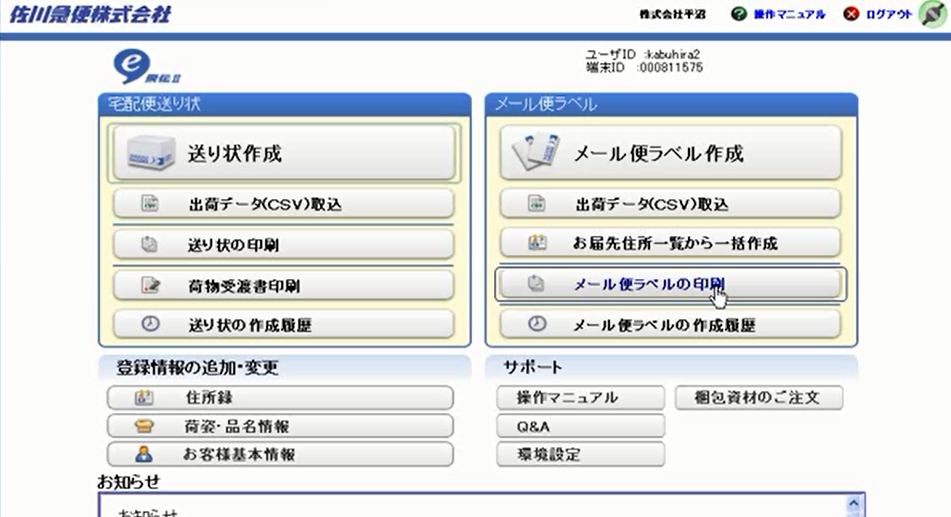 佐川急便株式会社
株式会社平沼 操作マニュアル ログアウト
e飛伝II
ユーザID :kabuhira2
端末ID :000811575
宅配便送り状
送り状作成
出荷データ(CSV)取込
送り状の印刷
荷物受渡書印刷
送り状の作成履歴
メール便ラベル
メール便ラベル作成
出荷データ(CSV)取込
お届先住所一覧から一括作成
メール便ラベルの印刷
メール便ラベルの作成履歴
登録情報の追加・変更
住所録
荷姿・品名情報
お客様基本情報
サポート
操作マニュアル 梱包資材のご注文
Q&A
環境設定
お知らせ
お知らせ